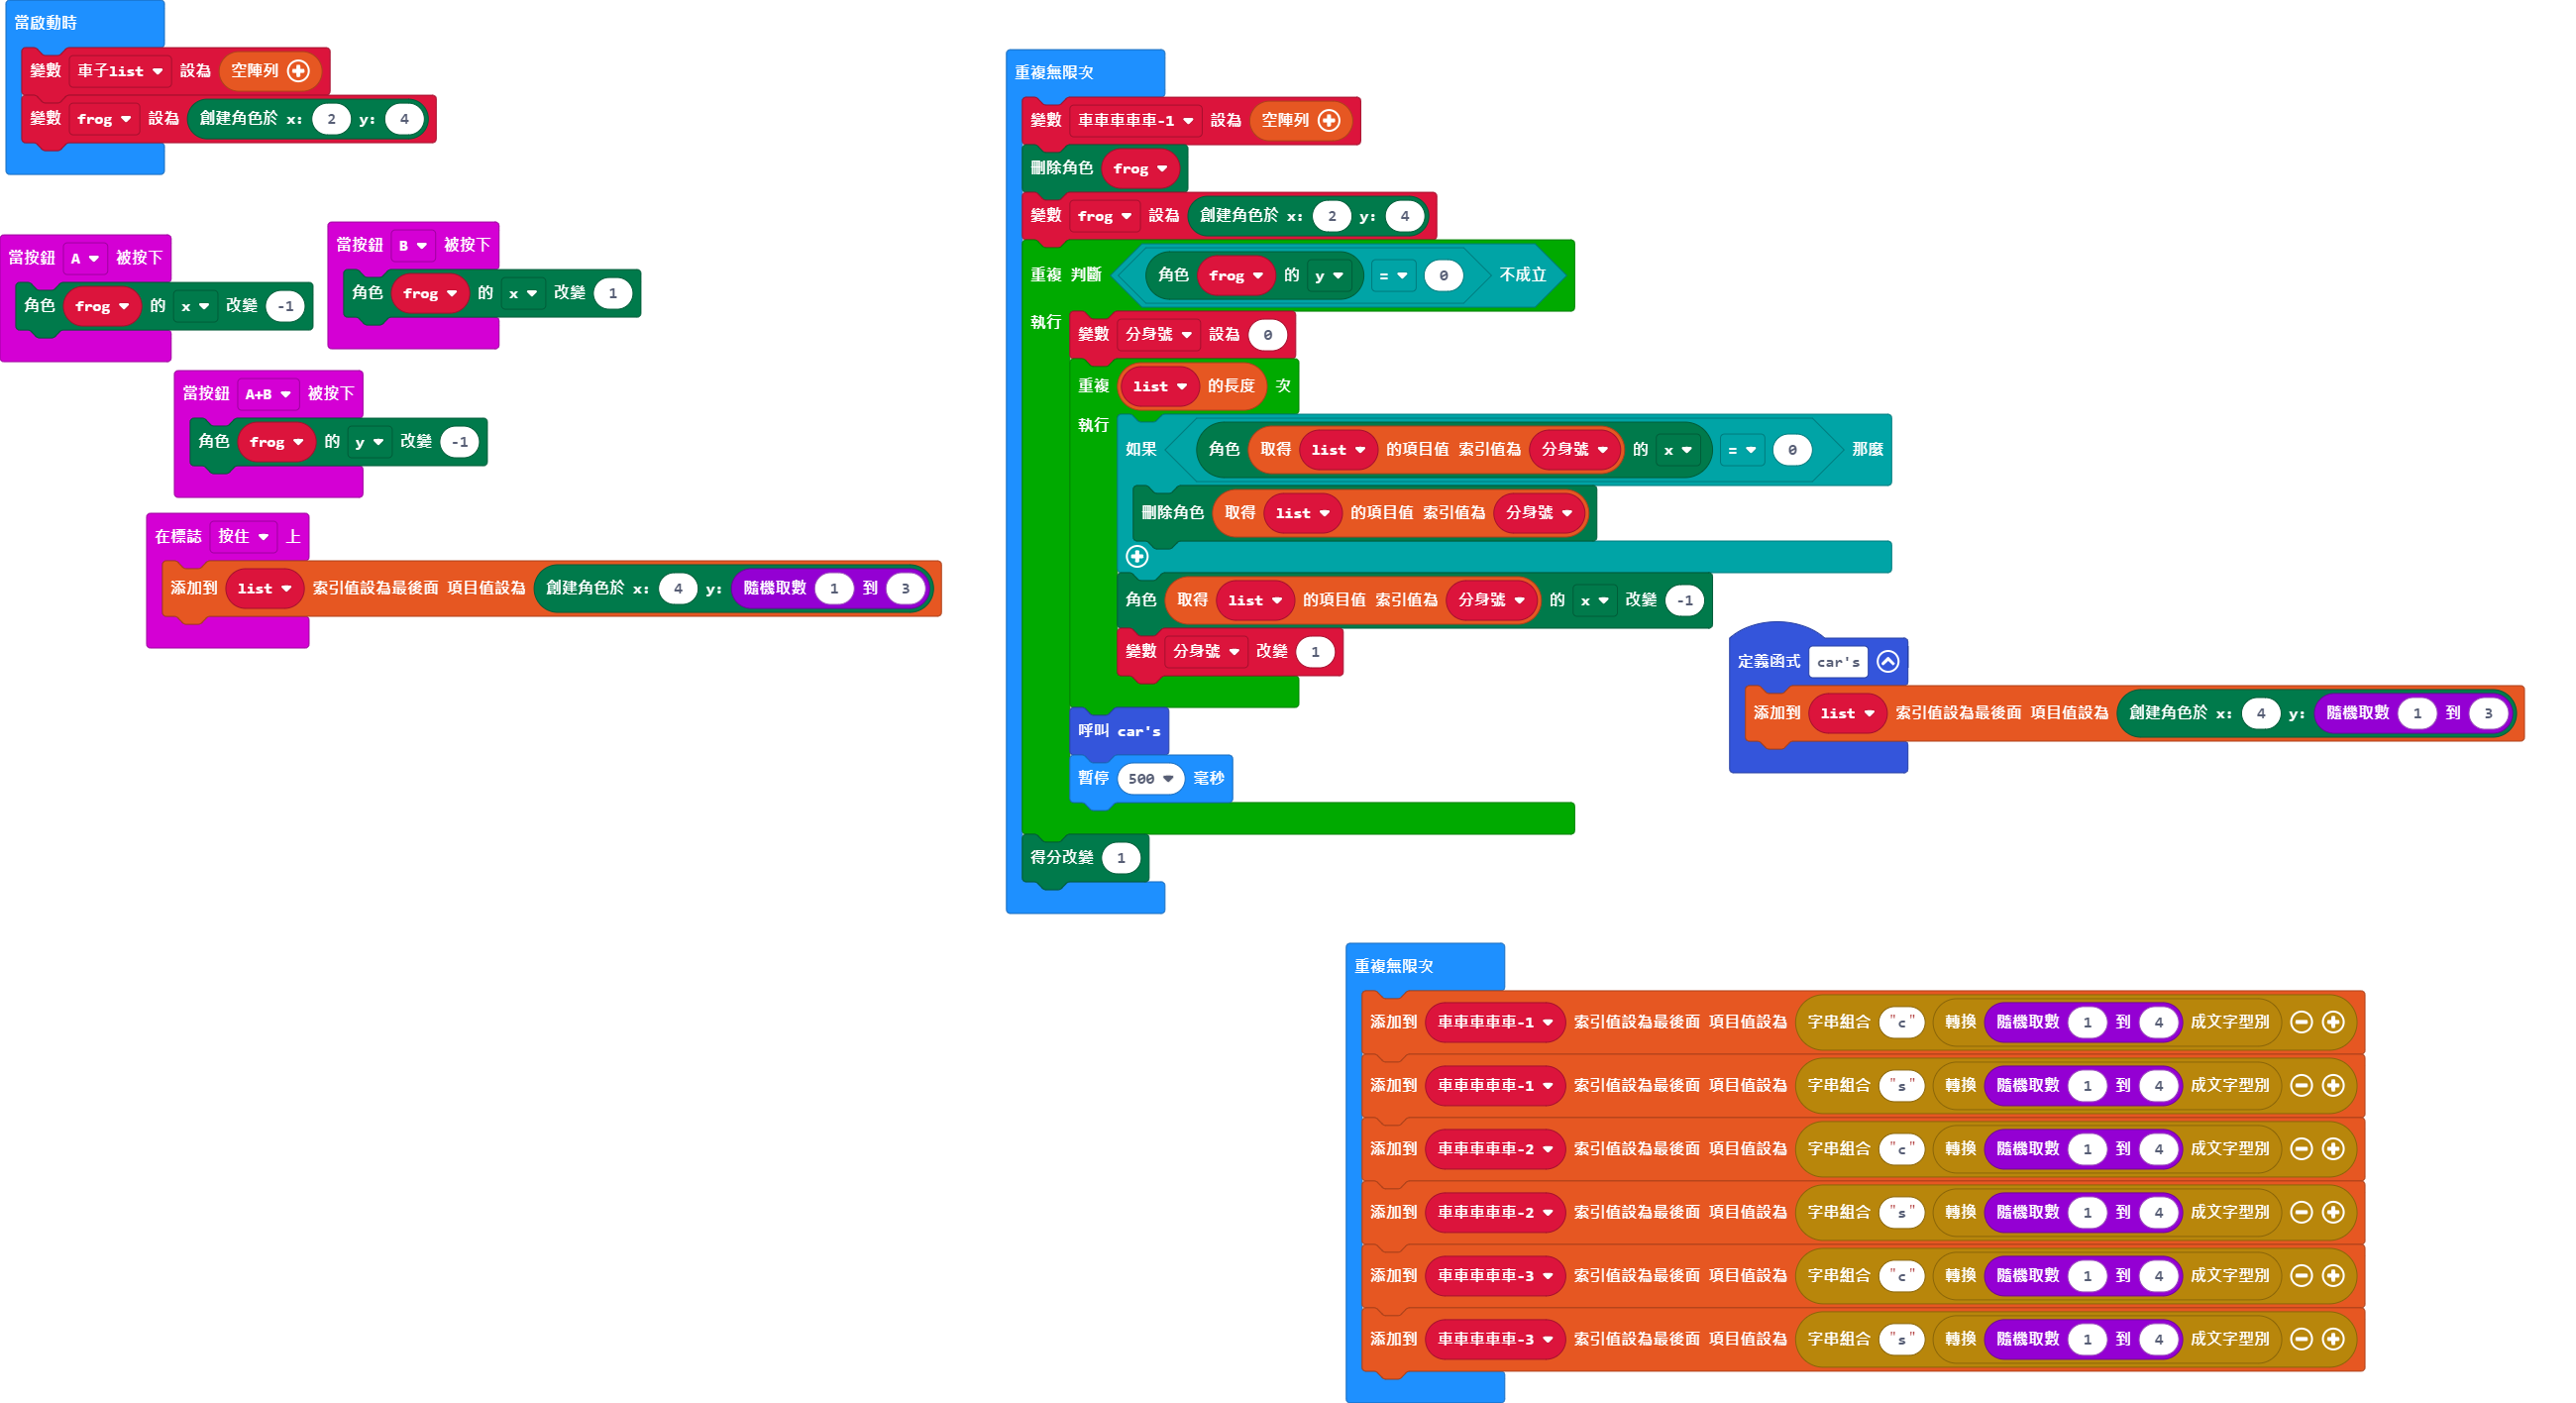 當啟動時
變數 車子list 設為 空陣列
變數 frog 設為 創建角色於 x: 2 y: 4
當按鈕 A 被按下
角色 frog 的 x 改變 -1
當按鈕 B 被按下
角色 frog 的 x 改變 1
當按鈕 A+B 被按下
角色 frog 的 y 改變 -1
在標誌 按住 上
添加到 list 索引值設為最後面 項目值設為 創建角色於 x: 4 y: 隨機取數 1 到 3
重複無限次
變數 車車車車車-1 設為 空陣列
刪除角色 frog
變數 frog 設為 創建角色於 x: 2 y: 4
重複 判斷 角色 frog 的 y = 0 不成立
執行
變數 分身號 設為 0
重複 list 的長度 次
執行
如果 角色 取得 list 的項目值 索引值為 分身號 的 x = 0 那麼
刪除角色 取得 list 的項目值 索引值為 分身號
角色 取得 list 的項目值 索引值為 分身號 的 x 改變 -1
變數 分身號 改變 1
呼叫 car's
暫停 500 毫秒
得分改變 1
定義函式 car's
添加到 list 索引值設為最後面 項目值設為 創建角色於 x: 4 y: 隨機取數 1 到 3
重複無限次
添加到 車車車車車-1 索引值設為最後面 項目值設為 字串組合 "c" 轉換 隨機取數 1 到 4 成文字型別
添加到 車車車車車-1 索引值設為最後面 項目值設為 字串組合 "s" 轉換 隨機取數 1 到 4 成文字型別
添加到 車車車車車-2 索引值設為最後面 項目值設為 字串組合 "c" 轉換 隨機取數 1 到 4 成文字型別
添加到 車車車車車-2 索引值設為最後面 項目值設為 字串組合 "s" 轉換 隨機取數 1 到 4 成文字型別
添加到 車車車車車-3 索引值設為最後面 項目值設為 字串組合 "c" 轉換 隨機取數 1 到 4 成文字型別
添加到 車車車車車-3 索引值設為最後面 項目值設為 字串組合 "s" 轉換 隨機取數 1 到 4 成文字型別